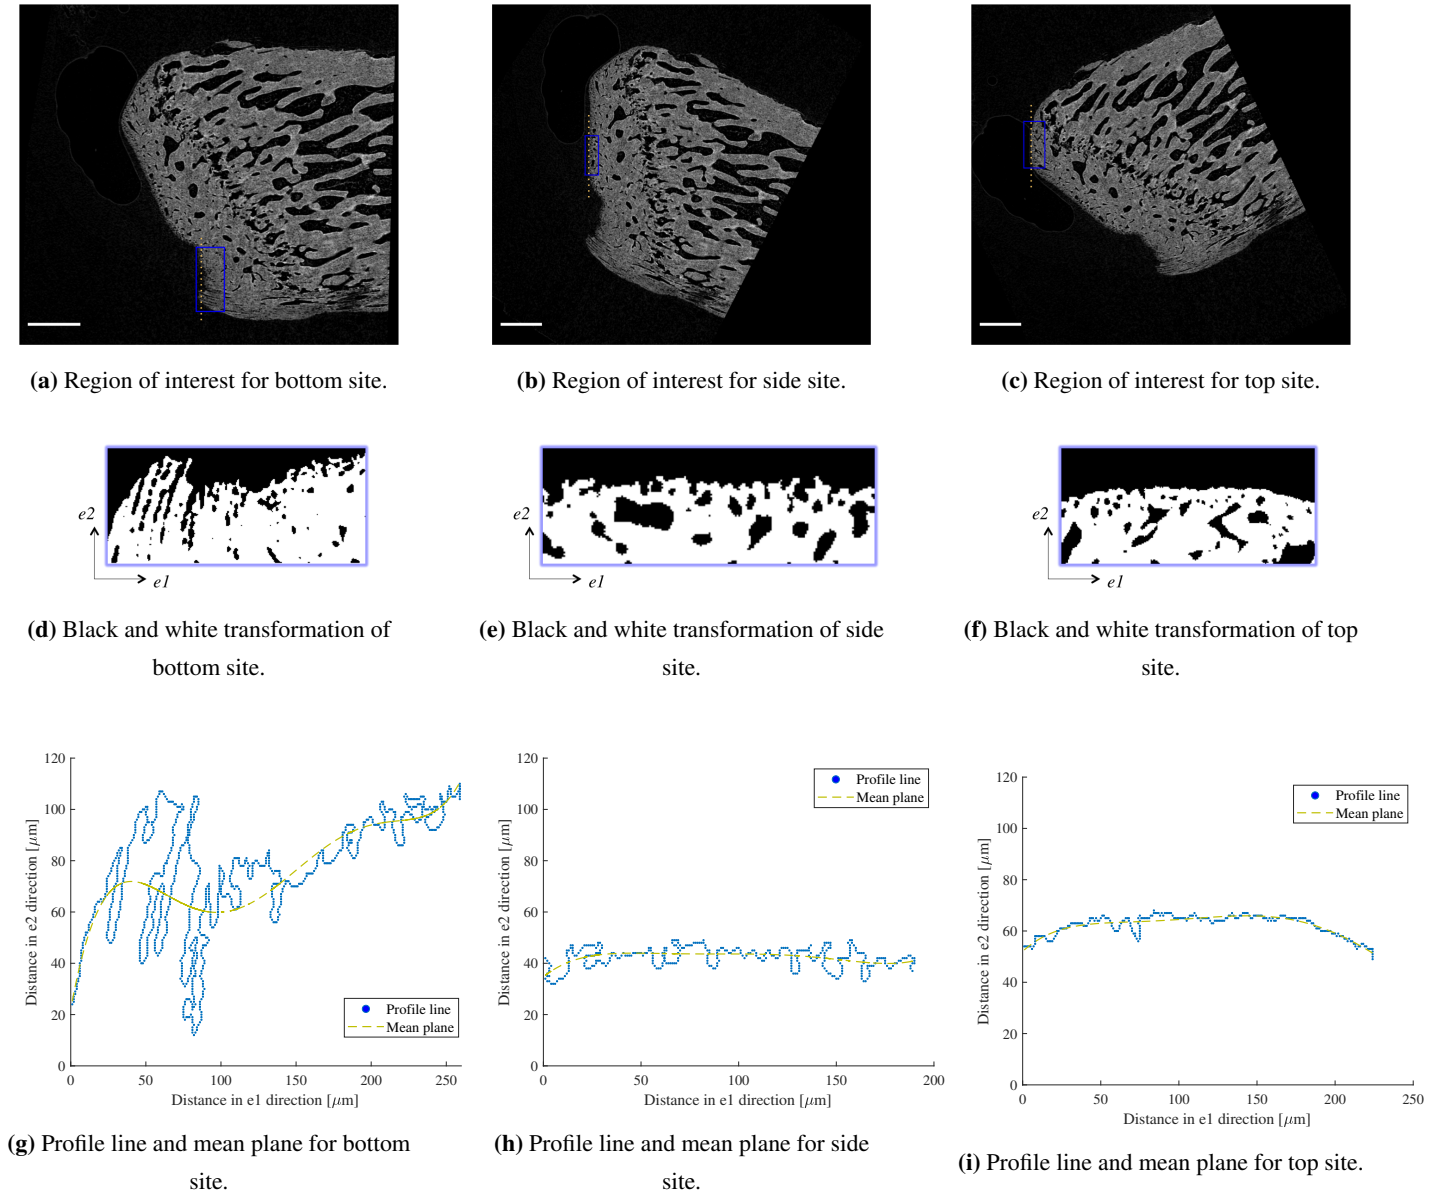 (a) Region of interest for bottom site.
(b) Region of interest for side site.
(c) Region of interest for top site.
e2
e1
e2
e1
e2
e1
(d) Black and white transformation of
bottom site.
(e) Black and white transformation of side
site.
(f) Black and white transformation of top
site.
120
100
80
60
40
20
0
Distance in e2 direction [μm]
0 50 100 150 200 250
Distance in e1 direction [μm]
Profile line
Mean plane
120
100
80
60
40
20
0
Distance in e2 direction [μm]
0 50 100 150 200
Distance in e1 direction [μm]
Profile line
Mean plane
120
100
80
60
40
20
0
Distance in e2 direction [μm]
0 50 100 150 200 250
Distance in e1 direction [μm]
Profile line
Mean plane
(g) Profile line and mean plane for bottom
site.
(h) Profile line and mean plane for side
site.
(i) Profile line and mean plane for top site.